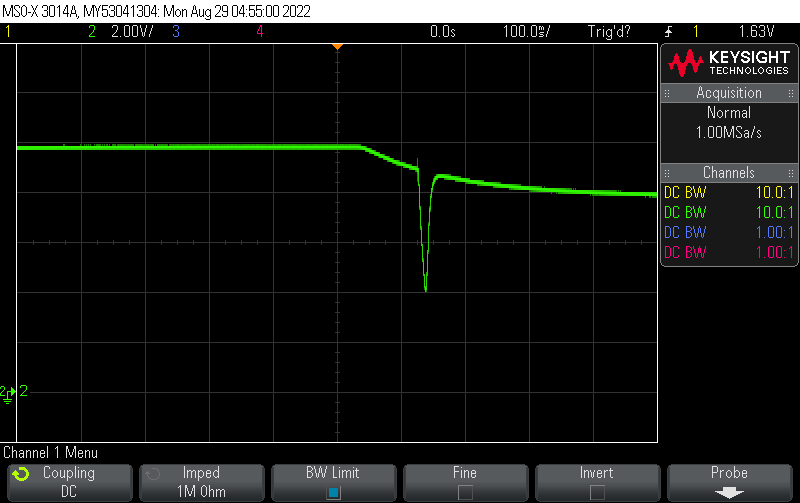 MSO-X 3014A, MY53041304: Mon Aug 29 04:55:00 2022
1 2 2.00V/ 3 4 0.0s 100.0ms/ Trig'd? 1 1.63V
KEYSIGHT
TECHNOLOGIES
Acquisition
Normal
1.00MSa/s
Channels
DC BW 10.0:1
DC BW 10.0:1
DC BW 1.00:1
DC BW 1.00:1
2 2
Channel 1 Menu
Coupling
DC
Imped
1M Ohm
BW Limit
Fine
Invert
Probe